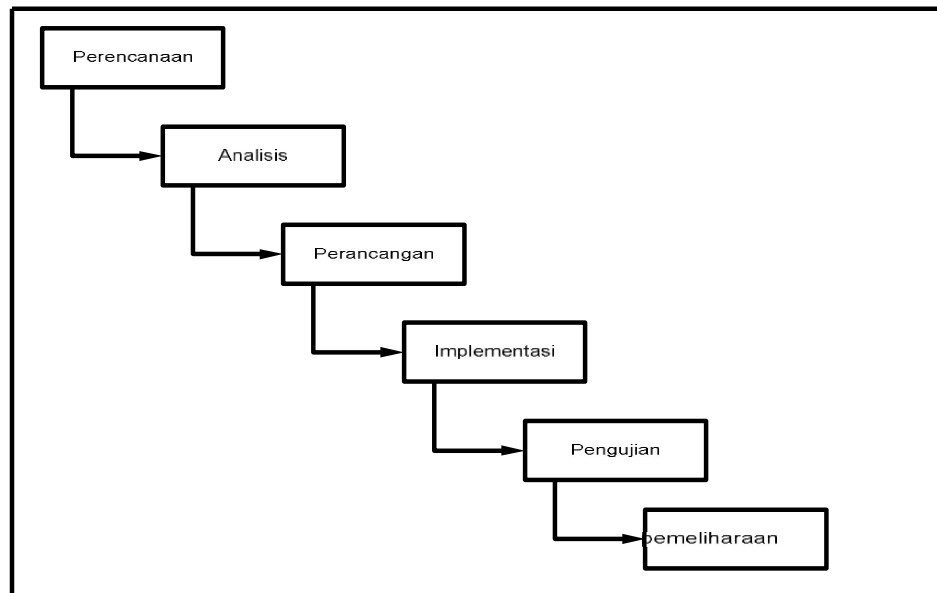 Perencanaan
Analisis
Perancangan
Implementasi
Pengujian
pemeliharaan